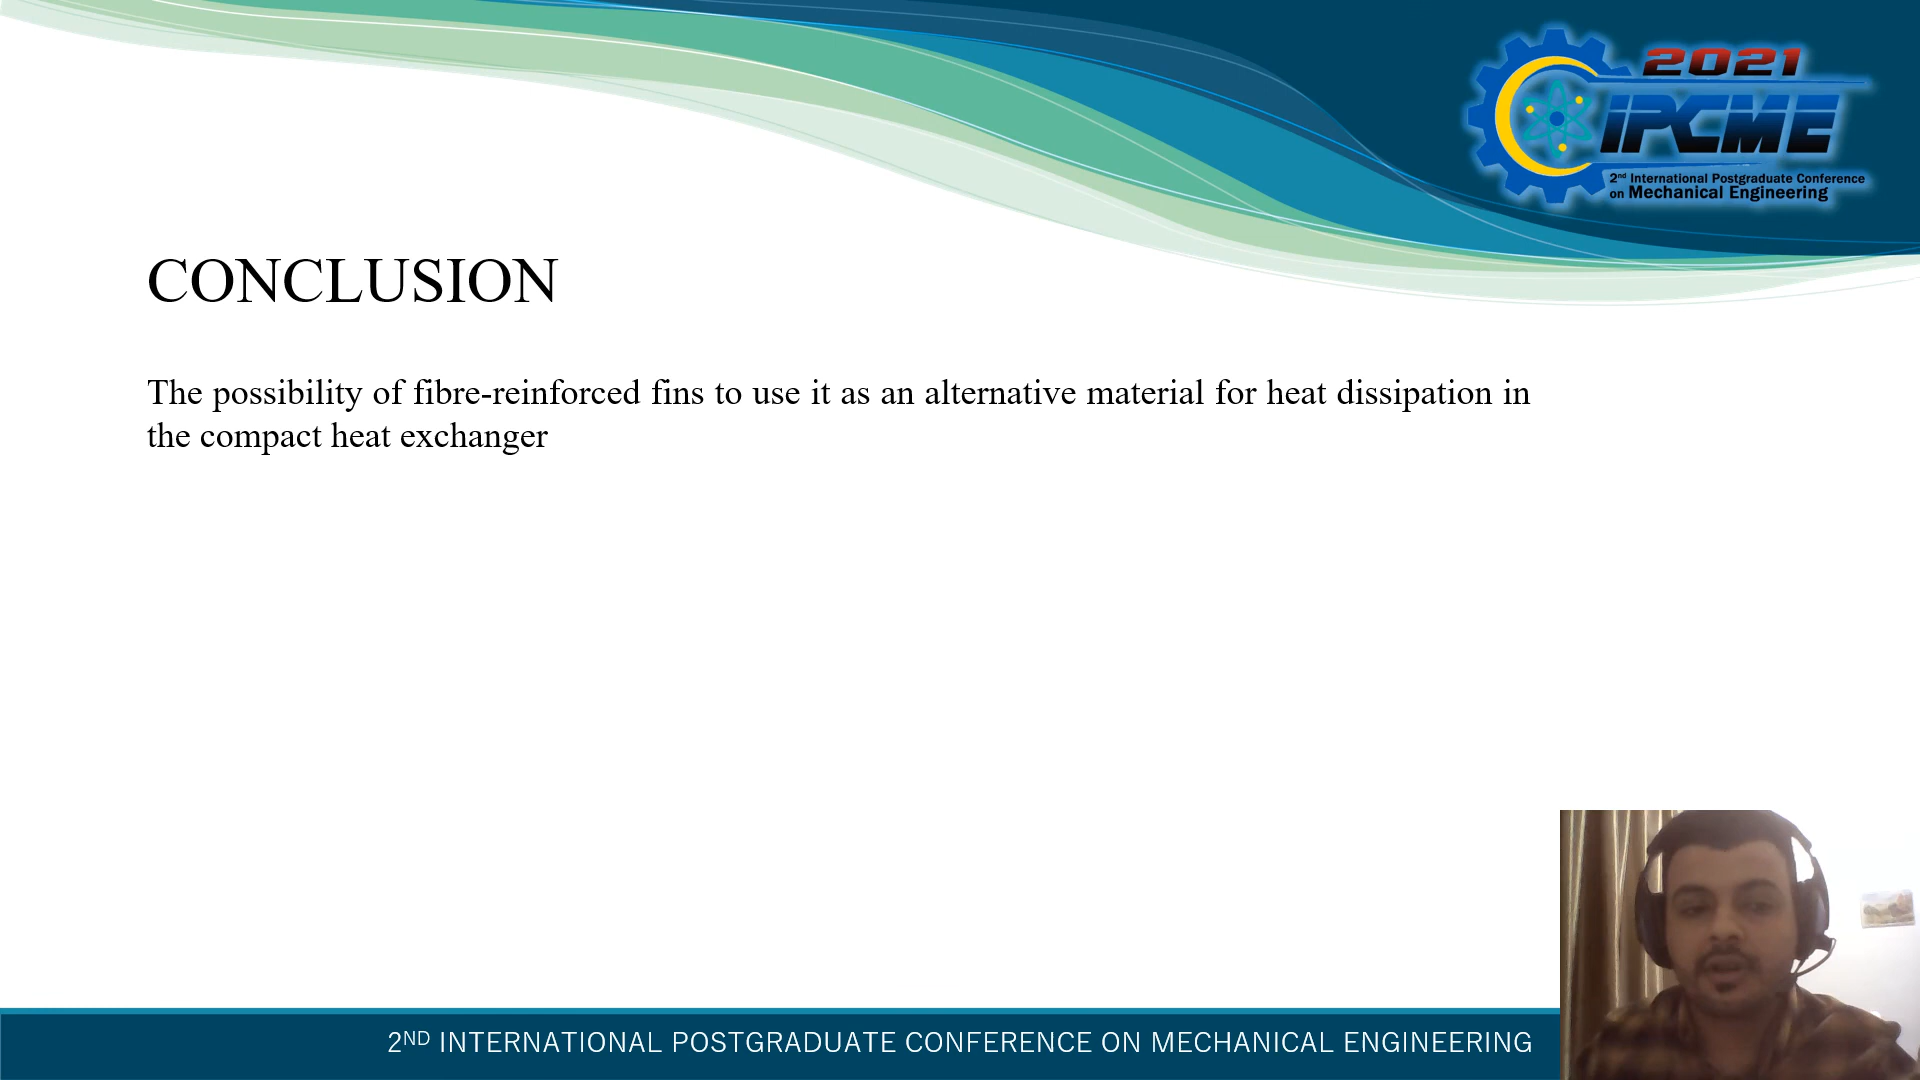 2021
IPCME
2nd International Postgraduate Conference
on Mechanical Engineering
CONCLUSION
The possibility of fibre-reinforced fins to use it as an alternative material for heat dissipation in
the compact heat exchanger
2ND INTERNATIONAL POSTGRADUATE CONFERENCE ON MECHANICAL ENGINEERING